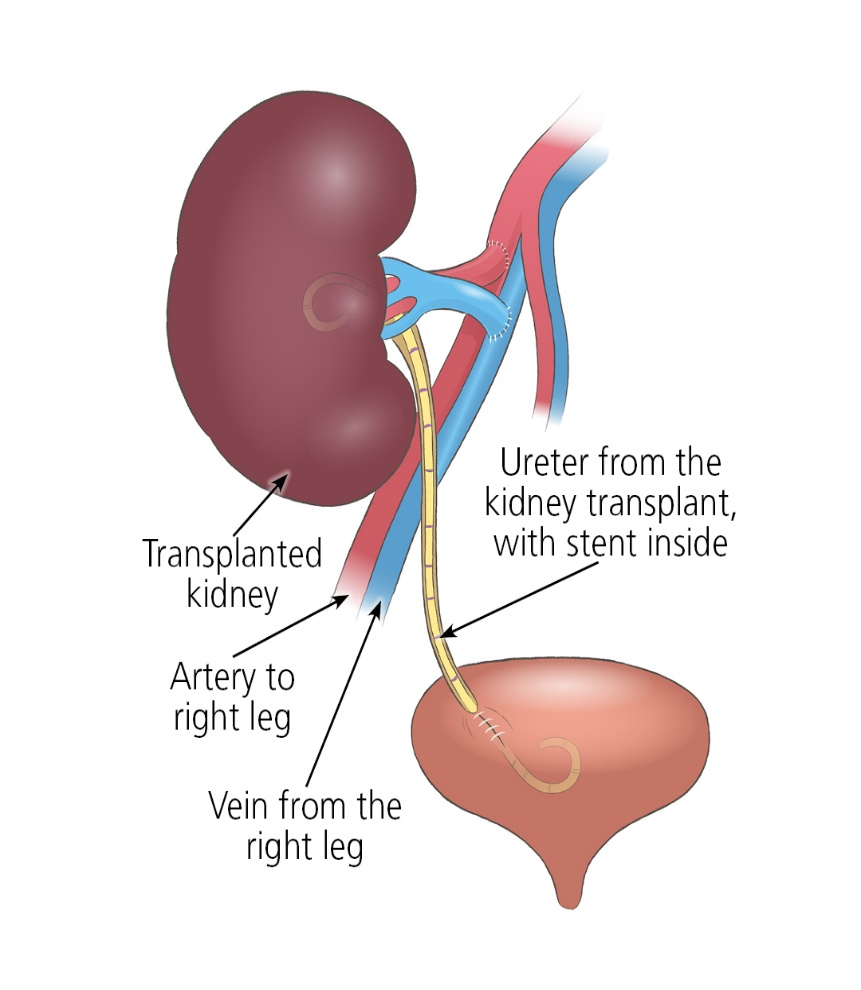 Ureter from the
kidney transplant,
with stent inside
Transplanted
kidney
Artery to
right leg
Vein from the
right leg